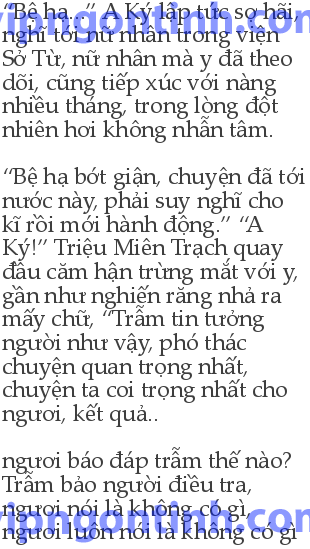 “Bệ hạ...” A Ký lập tức sợ hãi,
nghĩ tới nữ nhân trong viện
Sở Từ, nữ nhân mà y đã theo
dõi, cũng tiếp xúc với nàng
nhiều tháng, trong lòng đột
nhiên hơi không nhẫn tâm.
“Bệ hạ bớt giận, chuyện đã tới
nước này, phải suy nghĩ cho
kĩ rồi mới hành động.” “A
Ký!” Triệu Miên Trạch quay
đầu căm hận trừng mắt với y,
gần như nghiến răng nhả ra
mấy chữ, “Trẫm tin tưởng
người như vậy, phó thác
chuyện quan trọng nhất,
chuyện ta coi trọng nhất cho
ngươi, kết quả..
ngươi báo đáp trẫm thế nào?
Trẫm bảo người điều tra,
ngươi nói là không có gì,
ngươi luôn nói là không có gì
vipngontinh.com